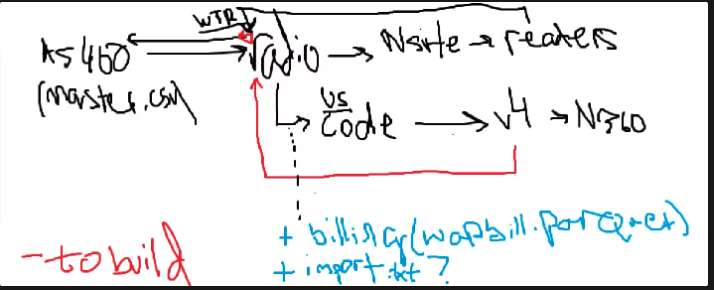 WTR
AS400 radio → Nsite → readers
(master.csv)
VS
Code → v4 → N360
+ billing (wapbill.parquet)
- to build
+ import.txt?